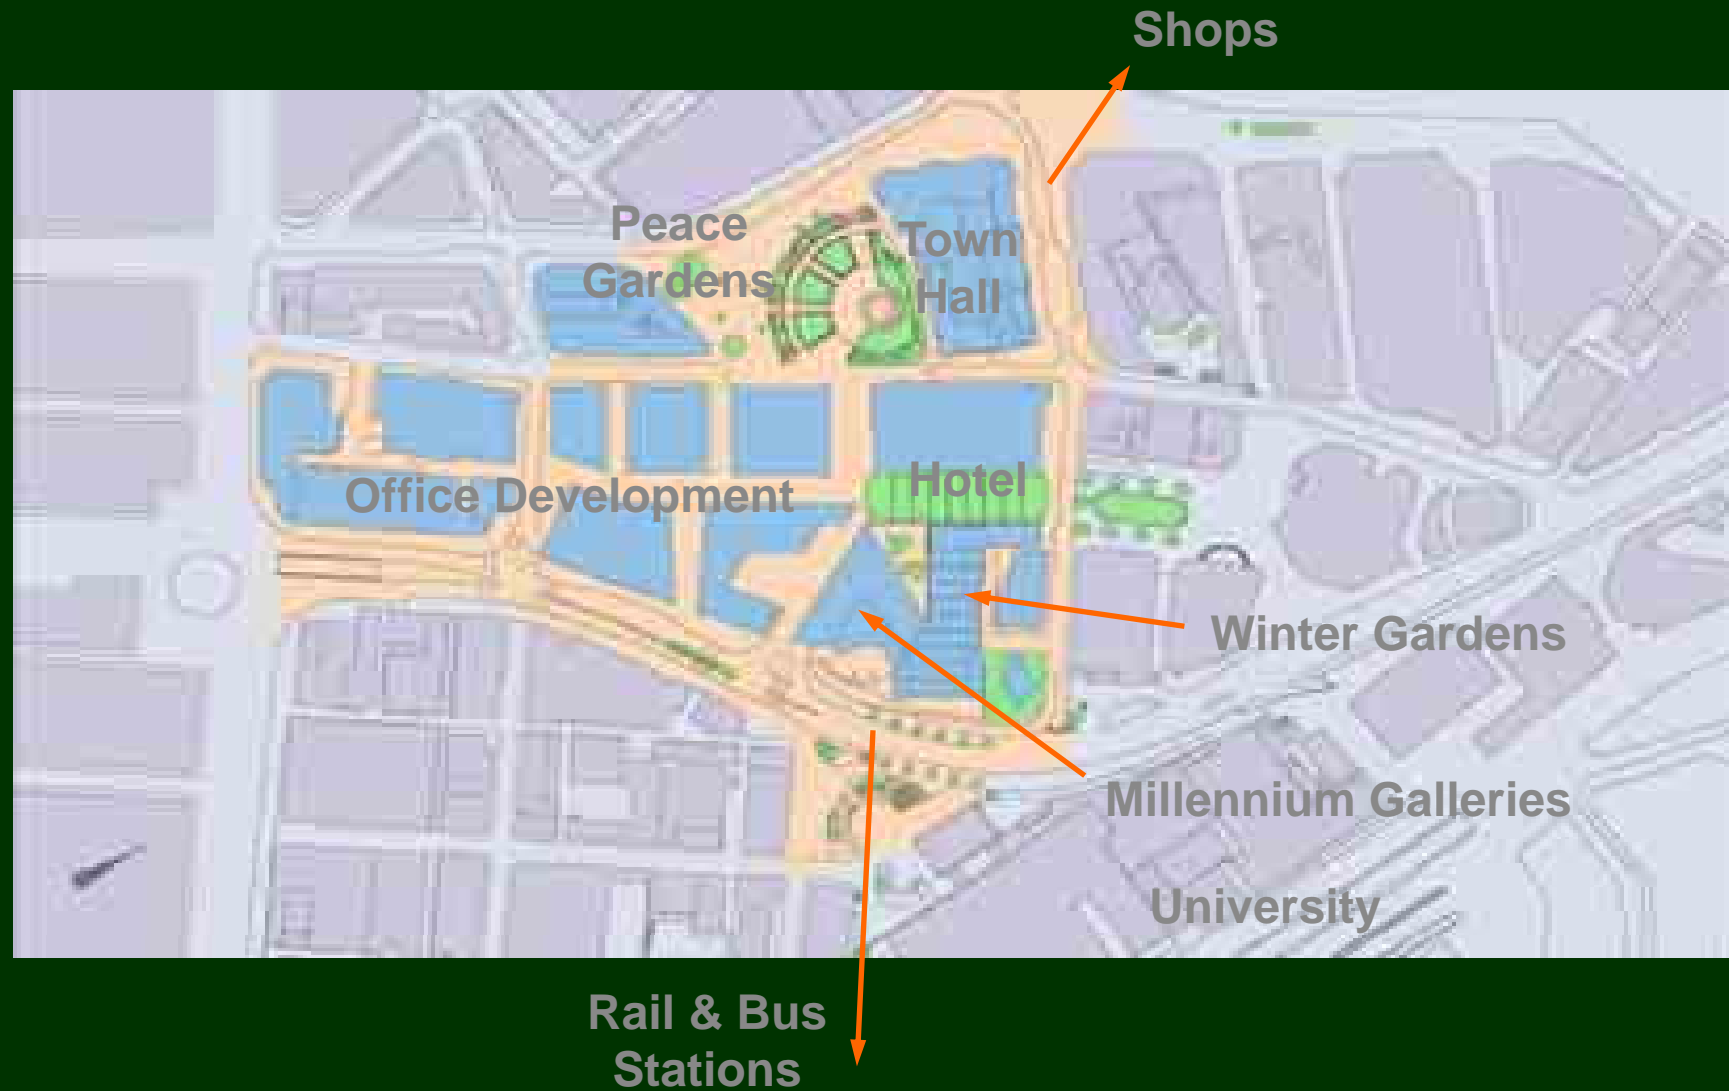 Shops
Peace
Gardens
Town
Hall
Office Development
Hotel
Winter Gardens
Millennium Galleries
University
Rail & Bus
Stations